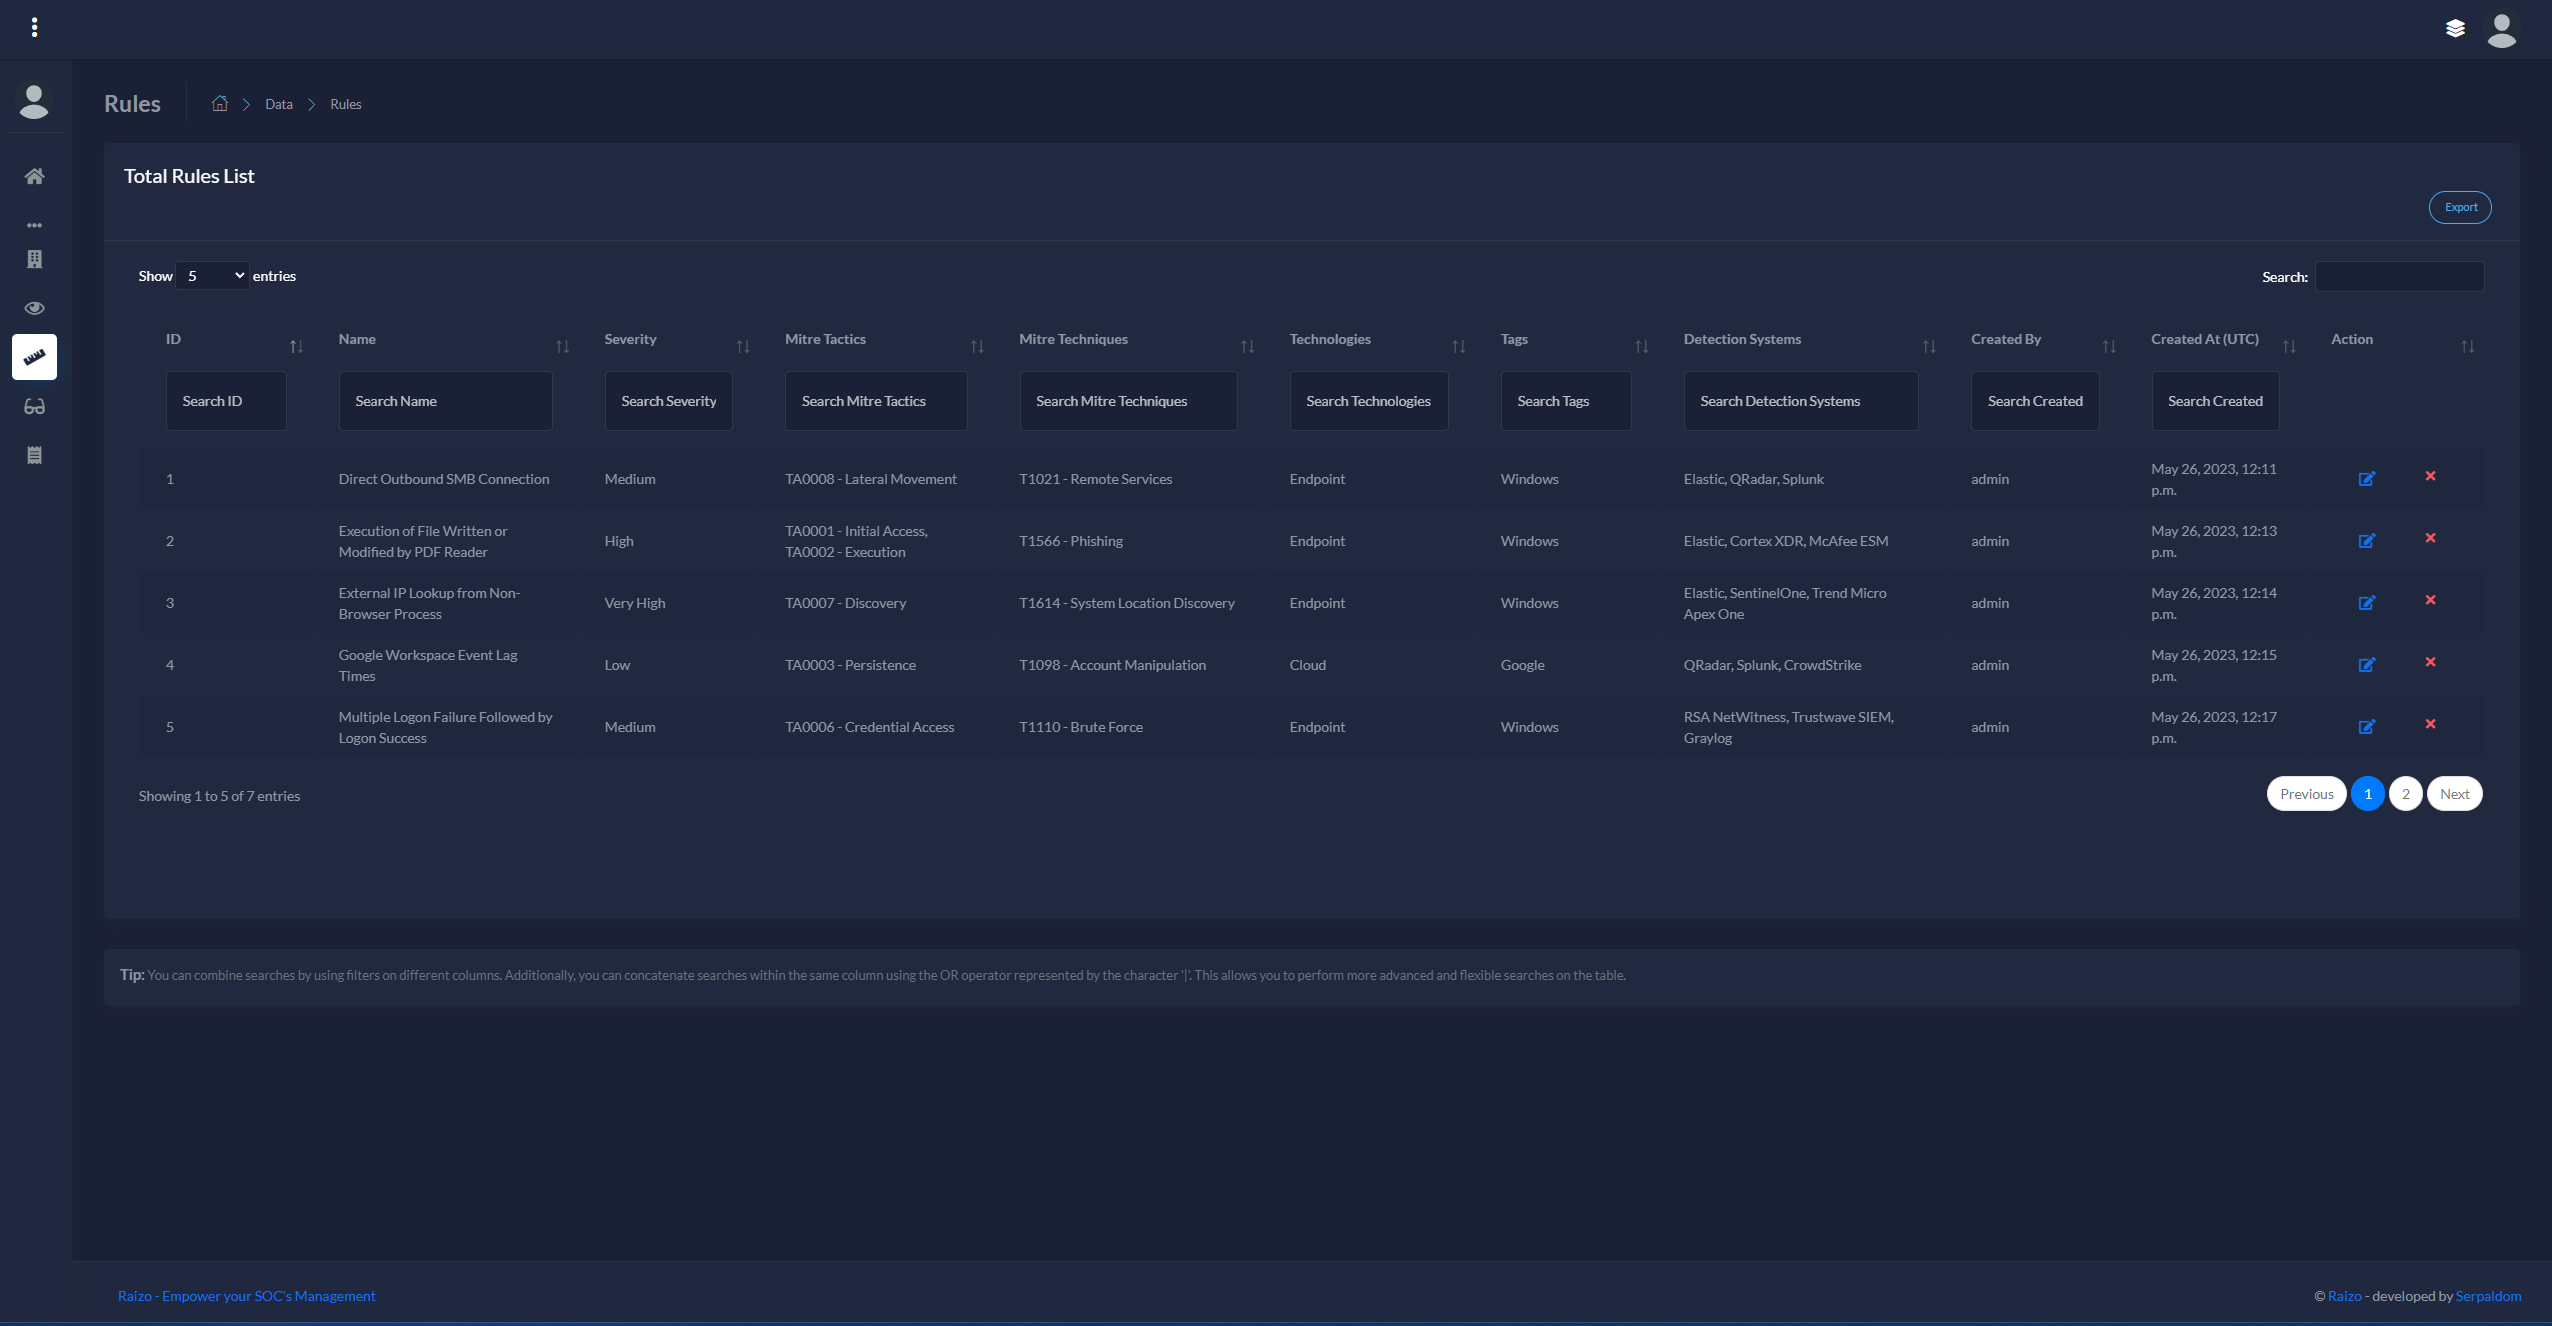 Rules
Data
Rules
Total Rules List
Export
Show 5 entries
Search:
ID Name Severity Mitre Tactics Mitre Techniques Technologies Tags Detection Systems Created By Created At (UTC) Action
Search ID Search Name Search Severity Search Mitre Tactics Search Mitre Techniques Search Technologies Search Tags Search Detection Systems Search Created Search Created
1 Direct Outbound SMB Connection Medium TA0008 - Lateral Movement T1021 - Remote Services Endpoint Windows Elastic, QRadar, Splunk admin May 26, 2023, 12:11
p.m.
2 Execution of File Written or
Modified by PDF Reader High TA0001 - Initial Access,
TA0002 - Execution T1566 - Phishing Endpoint Windows Elastic, Cortex XDR, McAfee ESM admin May 26, 2023, 12:13
p.m.
3 External IP Lookup from Non-
Browser Process Very High TA0007 - Discovery T1614 - System Location Discovery Endpoint Windows Elastic, SentinelOne, Trend Micro
Apex One admin May 26, 2023, 12:14
p.m.
4 Google Workspace Event Lag
Times Low TA0003 - Persistence T1098 - Account Manipulation Cloud Google QRadar, Splunk, CrowdStrike admin May 26, 2023, 12:15
p.m.
5 Multiple Logon Failure Followed by
Logon Success Medium TA0006 - Credential Access T1110 - Brute Force Endpoint Windows RSA NetWitness, Trustwave SIEM,
Graylog admin May 26, 2023, 12:17
p.m.
Showing 1 to 5 of 7 entries
Previous 1 2 Next
Tip: You can combine searches by using filters on different columns. Additionally, you can concatenate searches within the same column using the OR operator represented by the character '|'. This allows you to perform more advanced and flexible searches on the table.
Raizo - Empower your SOC's Management
© Raizo - developed by Serpaldom